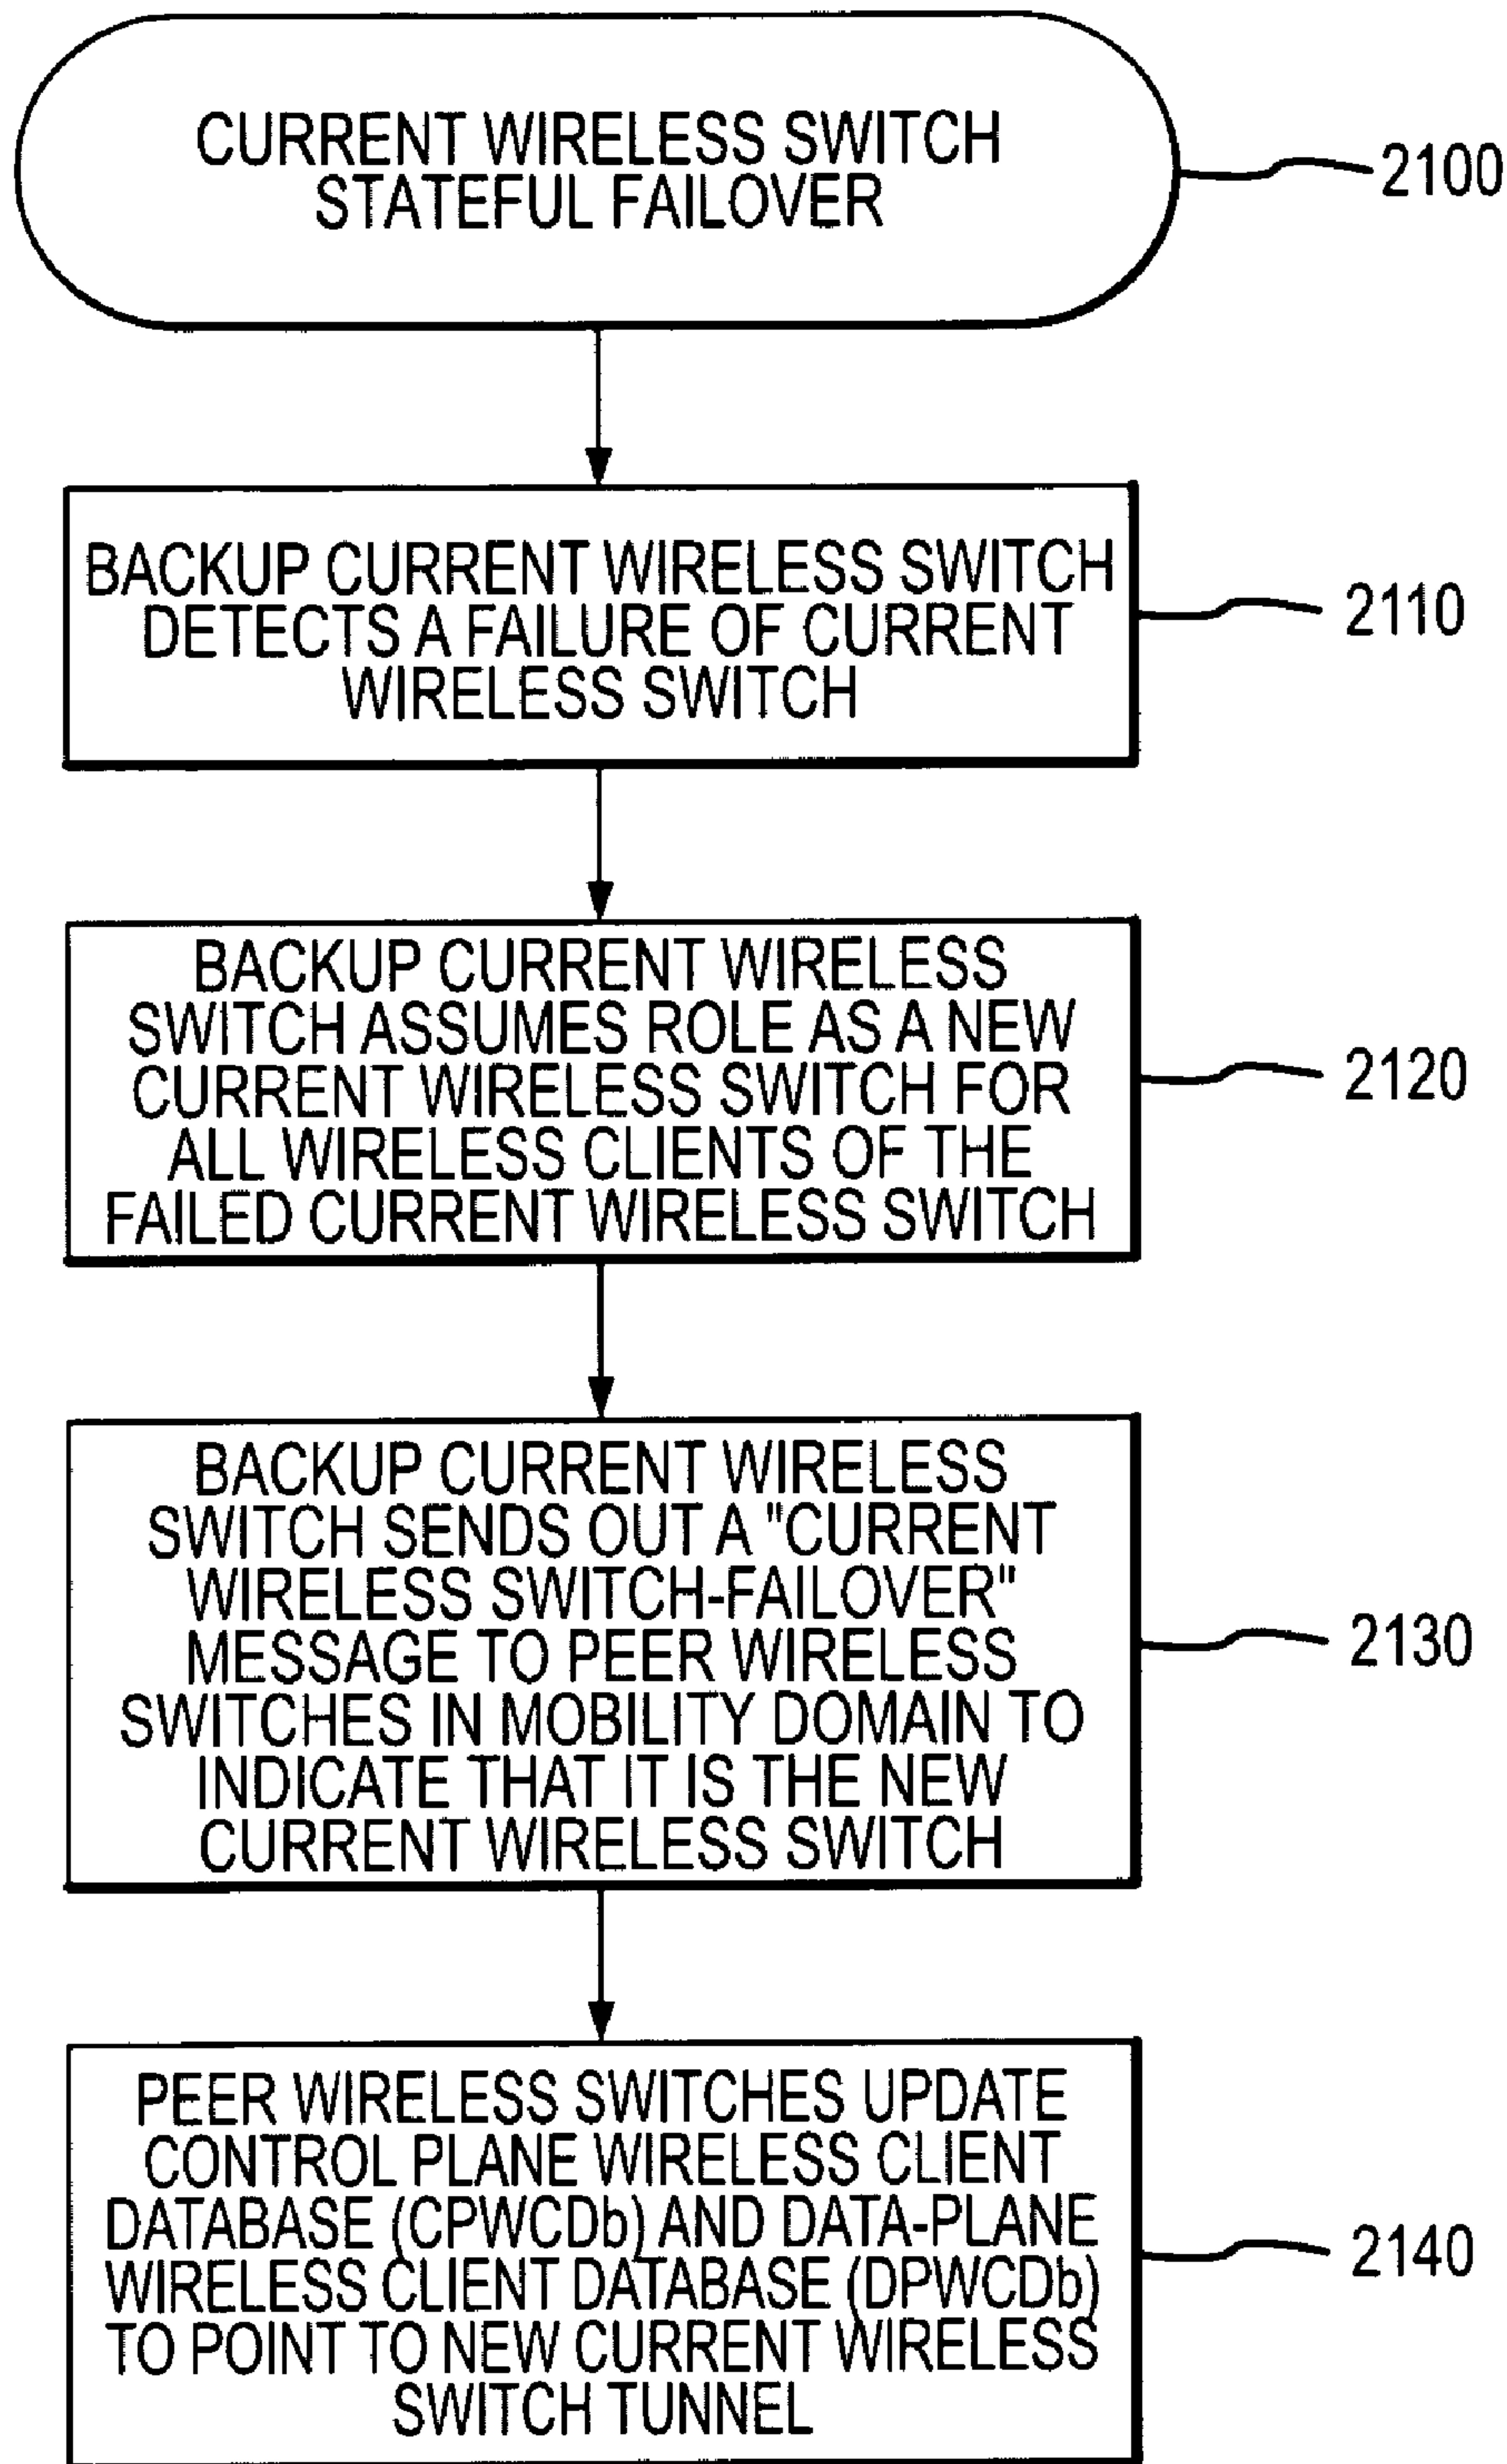 CURRENT WIRELESS SWITCH
STATEFUL FAILOVER
2100
BACKUP CURRENT WIRELESS SWITCH
DETECTS A FAILURE OF CURRENT
WIRELESS SWITCH
2110
BACKUP CURRENT WIRELESS
SWITCH ASSUMES ROLE AS A NEW
CURRENT WIRELESS SWITCH FOR
ALL WIRELESS CLIENTS OF THE
FAILED CURRENT WIRELESS SWITCH
2120
BACKUP CURRENT WIRELESS
SWITCH SENDS OUT A "CURRENT
WIRELESS SWITCH-FAILOVER"
MESSAGE TO PEER WIRELESS
SWITCHES IN MOBILITY DOMAIN TO
INDICATE THAT IT IS THE NEW
CURRENT WIRELESS SWITCH
2130
PEER WIRELESS SWITCHES UPDATE
CONTROL PLANE WIRELESS CLIENT
DATABASE (CPWCDb) AND DATA-PLANE
WIRELESS CLIENT DATABASE (DPWCDb)
TO POINT TO NEW CURRENT WIRELESS
SWITCH TUNNEL
2140